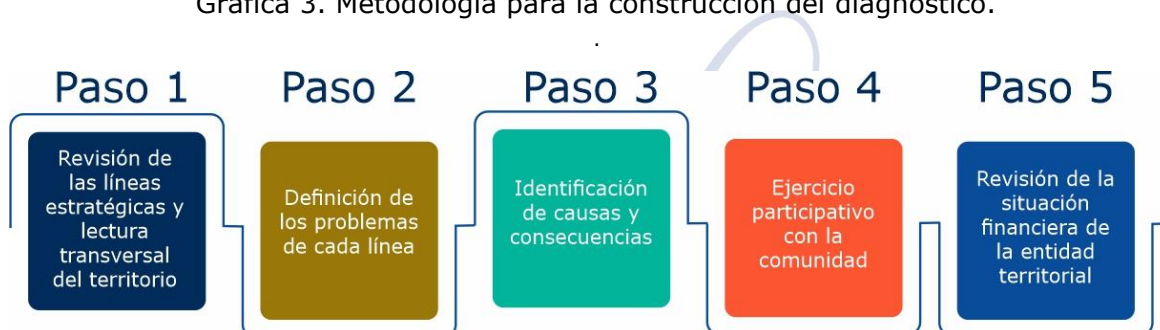 Gráfica 3. Metodología para la construcción del diagnóstico.
.
Paso 1
Revisión de
las líneas
estratégicas y
lectura
transversal
del territorio
Paso 2
Definición de
los problemas
de cada línea
Paso 3
Identificación
de causas y
consecuencias
Paso 4
Ejercicio
participativo
con la
comunidad
Paso 5
Revisión de la
situación
financiera de
la entidad
territorial